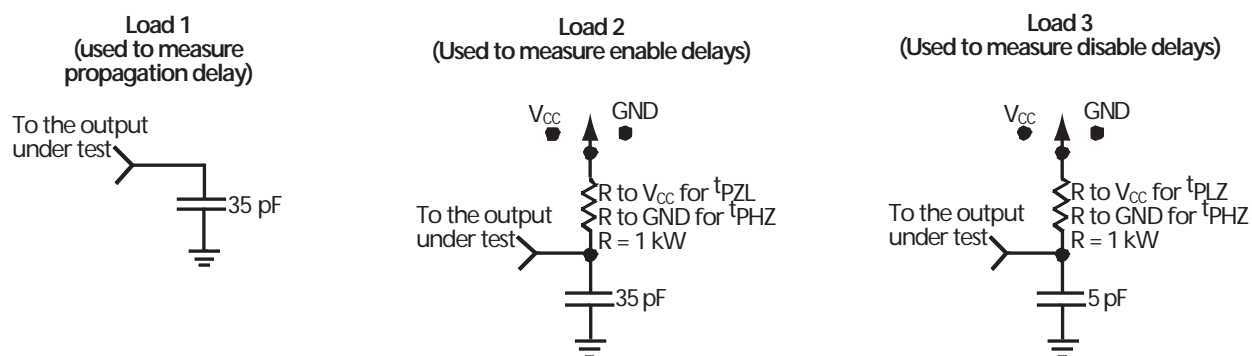 Load 1
(used to measure
propagation delay)
To the output
under test
35 pF
Load 2
(Used to measure enable delays)
VCC
GND
R to VCC for tPZL
R to GND for tPHZ
R = 1 kW
To the output
under test
35 pF
Load 3
(Used to measure disable delays)
VCC
GND
R to VCC for tPLZ
R to GND for tPHZ
R = 1 kW
To the output
under test
5 pF